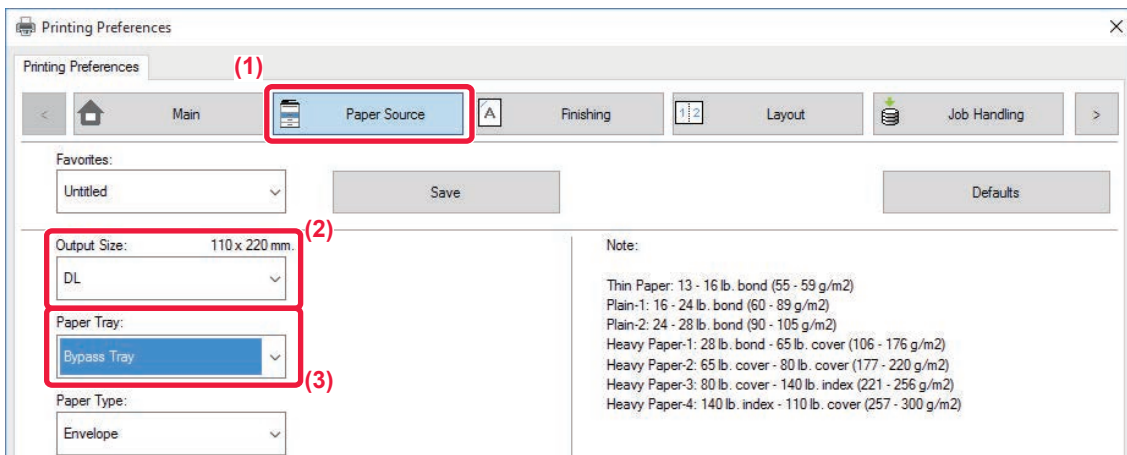 Printing Preferences
Printing Preferences
(1)
< Main Paper Source A Finishing 1 2 Layout Job Handling >
Favorites:
Untitled Save Defaults
(2)
Output Size: 110 x 220 mm.
DL
Paper Tray:
Bypass Tray
(3)
Paper Type:
Envelope
Note:
Thin Paper: 13 - 16 lb. bond (55 - 59 g/m2)
Plain-1: 16 - 24 lb. bond (60 - 89 g/m2)
Plain-2: 24 - 28 lb. bond (90 - 105 g/m2)
Heavy Paper-1: 28 lb. bond - 65 lb. cover (106 - 176 g/m2)
Heavy Paper-2: 65 lb. cover - 80 lb. cover (177 - 220 g/m2)
Heavy Paper-3: 80 lb. cover - 140 lb. index (221 - 256 g/m2)
Heavy Paper-4: 140 lb. index - 110 lb. cover (257 - 300 g/m2)